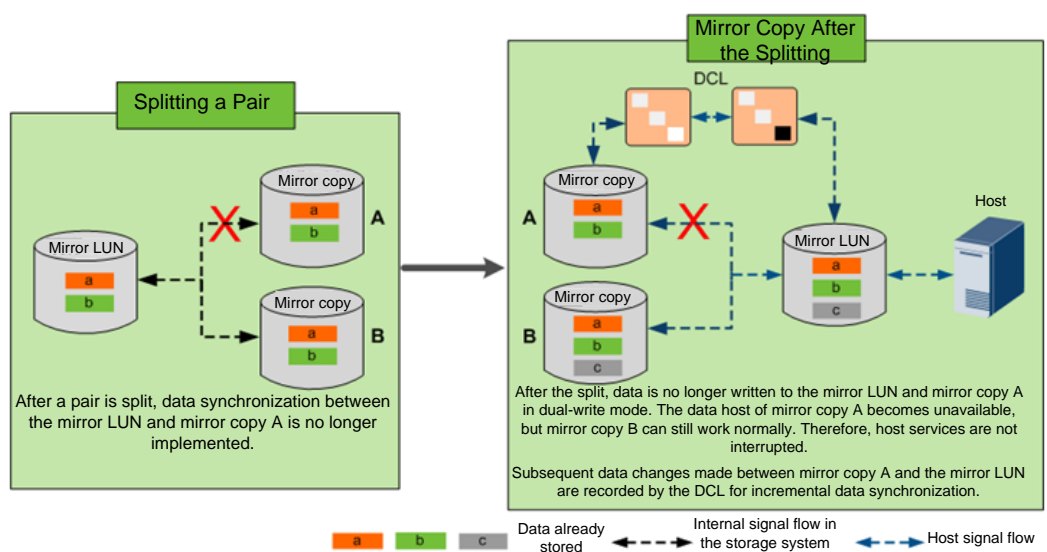 Splitting a Pair
Mirror copy
a
b
A
Mirror LUN
a
b
Mirror copy
a
b
B
After a pair is split, data synchronization between
the mirror LUN and mirror copy A is no longer
implemented.
Mirror Copy After
the Splitting
DCL
Mirror copy
A
a
b
Host
Mirror LUN
a
b
c
Mirror copy
B
a
b
c
After the split, data is no longer written to the mirror LUN and mirror copy A
in dual-write mode. The data host of mirror copy A becomes unavailable,
but mirror copy B can still work normally. Therefore, host services are not
interrupted.
Subsequent data changes made between mirror copy A and the mirror LUN
are recorded by the DCL for incremental data synchronization.
a
b
c
Data already
stored
Internal signal flow in
the storage system
Host signal flow